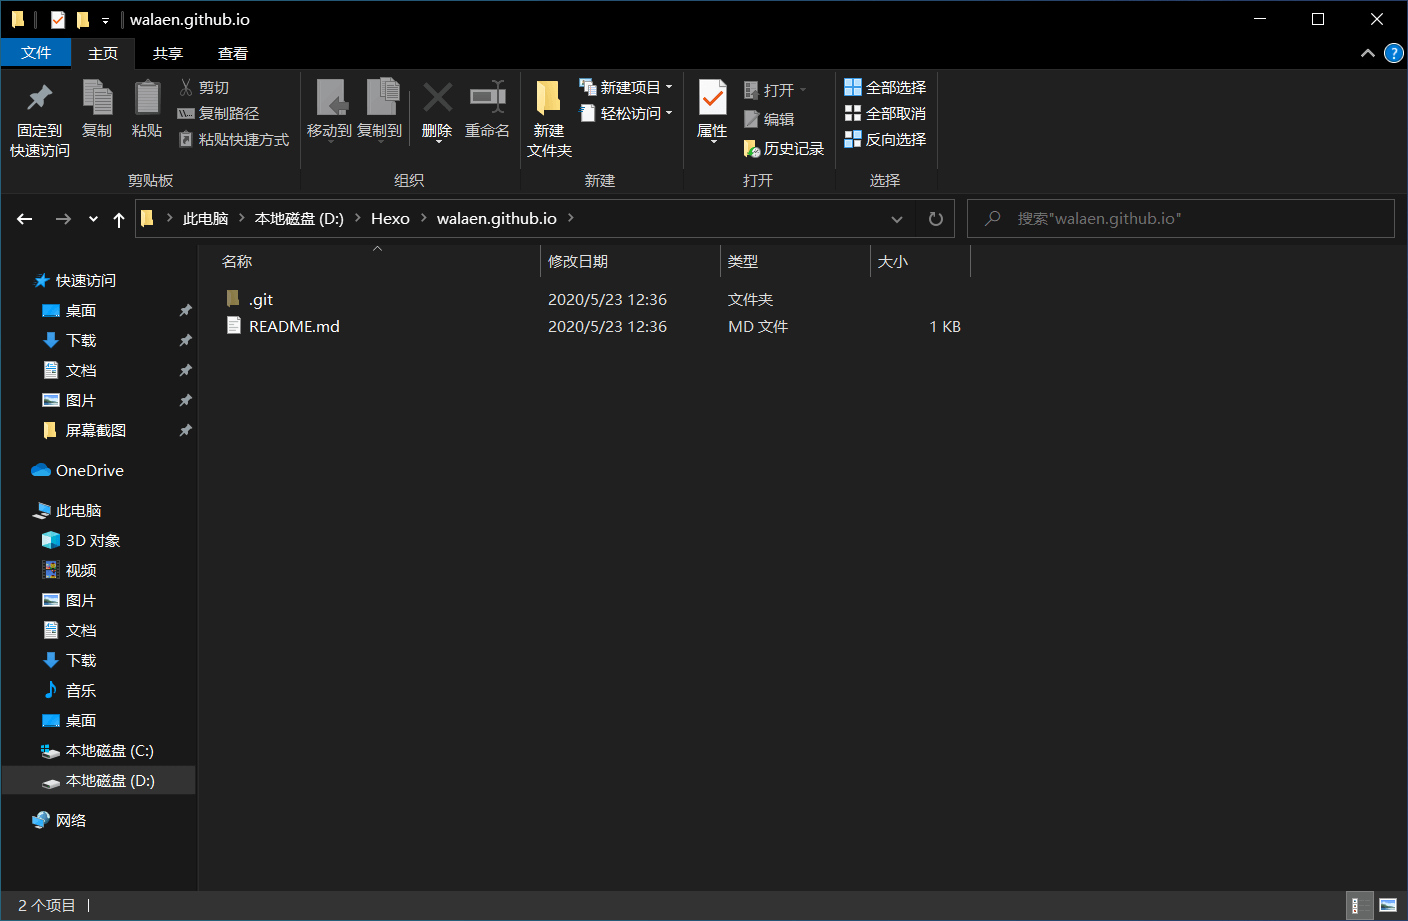 walaen.github.io
文件 主页 共享 查看
固定到
快速访问
复制
粘贴
剪切
复制路径
粘贴快捷方式
剪贴板
移动到
复制到
删除
重命名
组织
新建
文件夹
新建项目
轻松访问
新建
属性
打开
编辑
历史记录
打开
全部选择
全部取消
反向选择
选择
此电脑 本地磁盘 (D:) Hexo walaen.github.io
搜索"walaen.github.io"
名称 修改日期 类型 大小
.git 2020/5/23 12:36 文件夹
README.md 2020/5/23 12:36 MD 文件 1 KB
快速访问
桌面
下载
文档
图片
屏幕截图
OneDrive
此电脑
3D 对象
视频
图片
文档
下载
音乐
桌面
本地磁盘 (C:)
本地磁盘 (D:)
网络
2 个项目